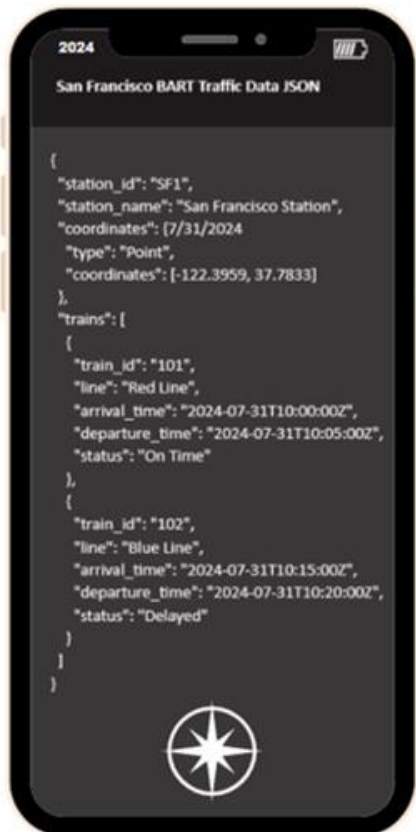 2024
San Francisco BART Traffic Data JSON
{
"station_id": "SF1",
"station_name": "San Francisco Station",
"coordinates": {7/31/2024
"type": "Point",
"coordinates": [-122.3959, 37.7833]
},
"trains": [
{
"train_id": "101",
"line": "Red Line",
"arrival_time": "2024-07-31T10:00:00Z",
"departure_time": "2024-07-31T10:05:00Z",
"status": "On Time"
},
{
"train_id": "102",
"line": "Blue Line",
"arrival_time": "2024-07-31T10:15:00Z",
"departure_time": "2024-07-31T10:20:00Z",
"status": "Delayed"
}
]
}